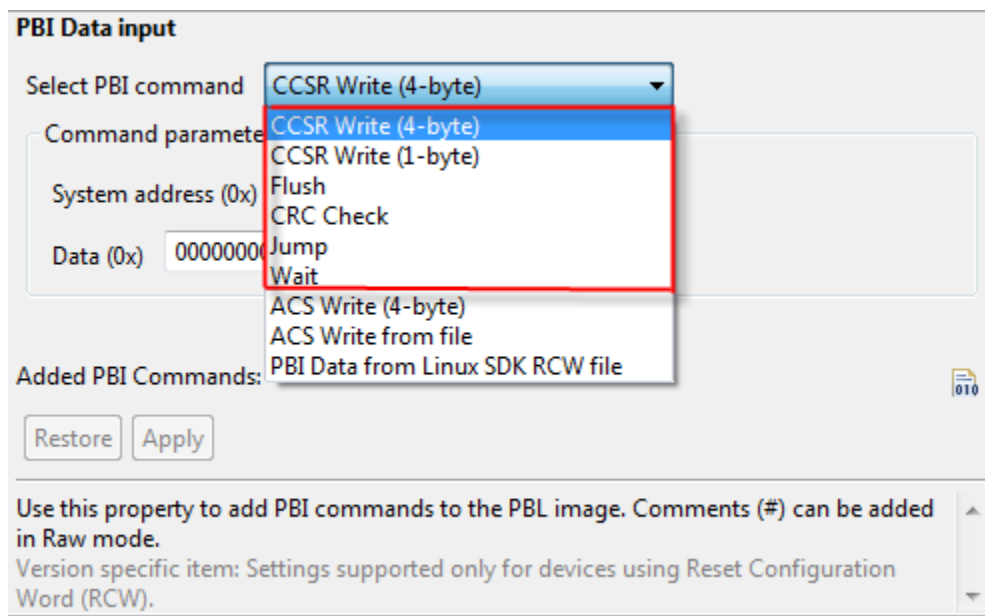 PBI Data input
Select PBI command CCSR Write (4-byte)
Command paramete
CCSR Write (4-byte)
CCSR Write (1-byte)
System address (0x)
Flush
CRC Check
Data (0x) 0000000
Jump
Wait
ACS Write (4-byte)
ACS Write from file
PBI Data from Linux SDK RCW file
Added PBI Commands:
010
Restore Apply
Use this property to add PBI commands to the PBL image. Comments (#) can be added
in Raw mode.
Version specific item: Settings supported only for devices using Reset Configuration
Word (RCW).